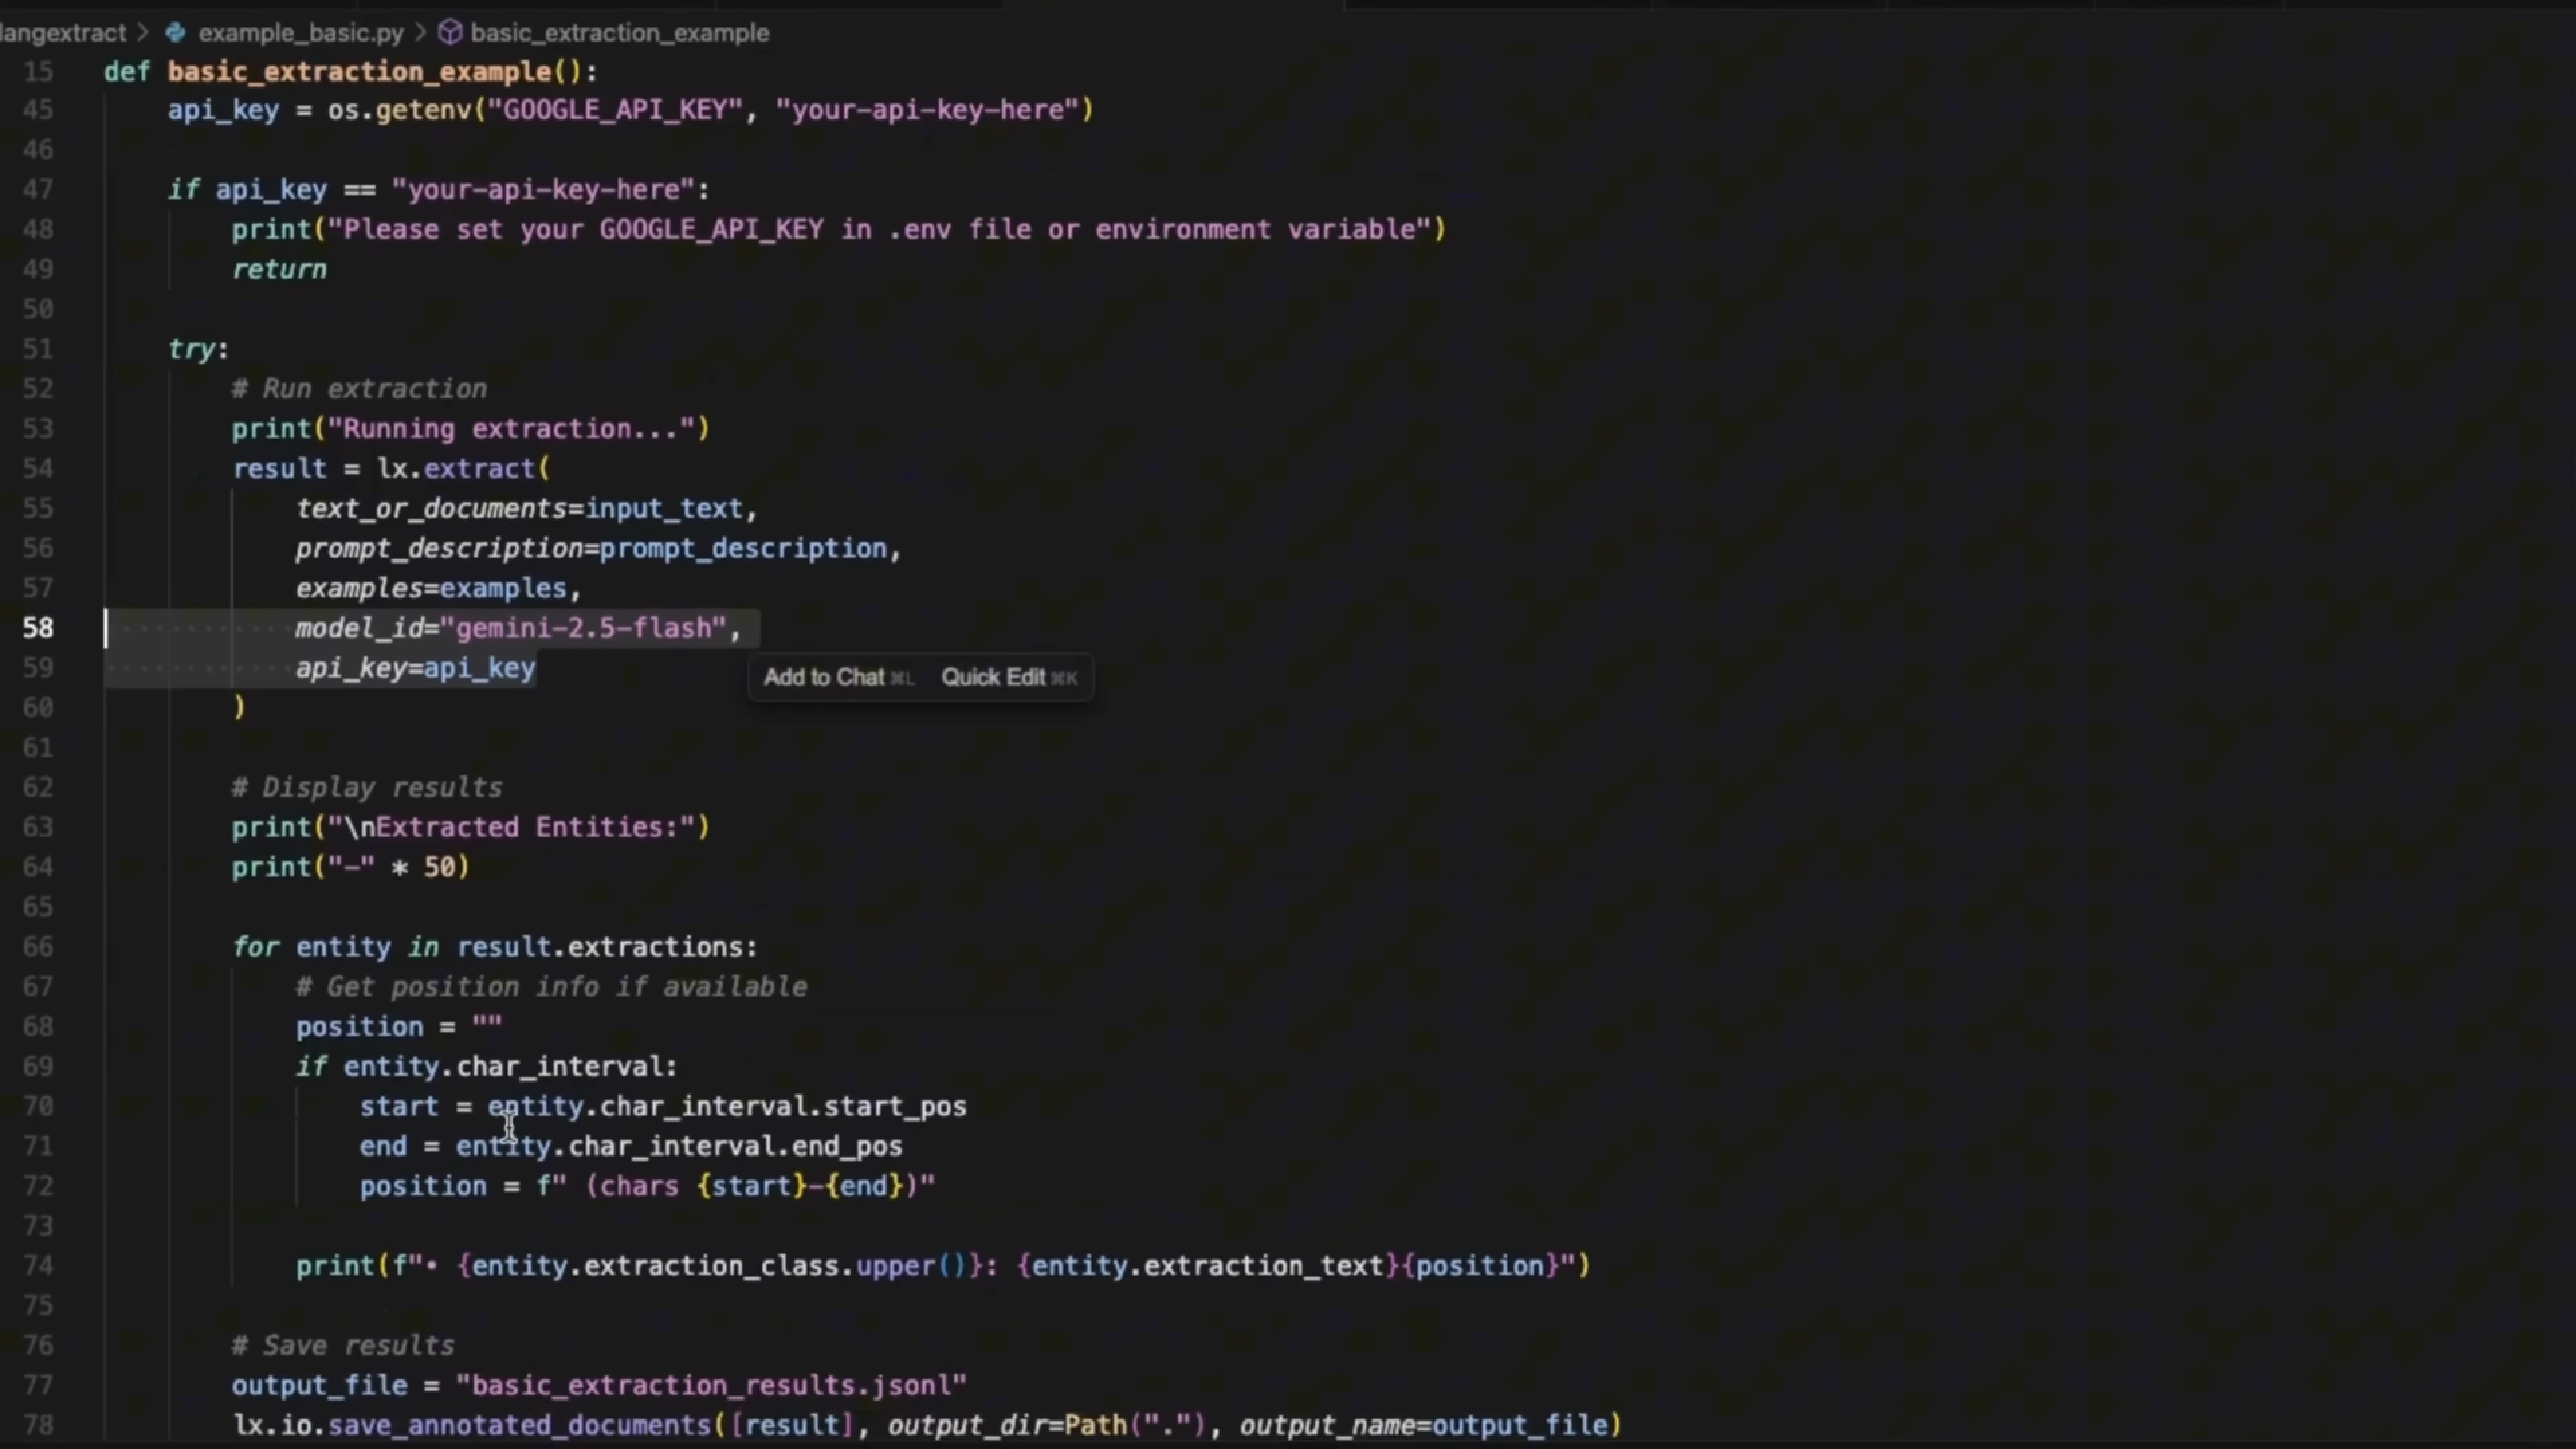 langextract > example_basic.py > basic_extraction_example
15 def basic_extraction_example():
45     api_key = os.getenv("GOOGLE_API_KEY", "your-api-key-here")
46
47     if api_key == "your-api-key-here":
48         print("Please set your GOOGLE_API_KEY in .env file or environment variable")
49         return
50
51     try:
52         # Run extraction
53         print("Running extraction...")
54         result = lx.extract(
55             text_or_documents=input_text,
56             prompt_description=prompt_description,
57             examples=examples,
58             model_id="gemini-2.5-flash",
59             api_key=api_key
Add to Chat ⌘L Quick Edit ⌘K
60         )
61
62         # Display results
63         print("\nExtracted Entities:")
64         print("-" * 50)
65
66         for entity in result.extractions:
67             # Get position info if available
68             position = ""
69             if entity.char_interval:
70                 start = entity.char_interval.start_pos
71                 end = entity.char_interval.end_pos
72                 position = f" (chars {start}-{end})"
73
74             print(f"• {entity.extraction_class.upper()}: {entity.extraction_text}{position}")
75
76         # Save results
77         output_file = "basic_extraction_results.jsonl"
78         lx.io.save_annotated_documents([result], output_dir=Path("."), output_name=output_file)